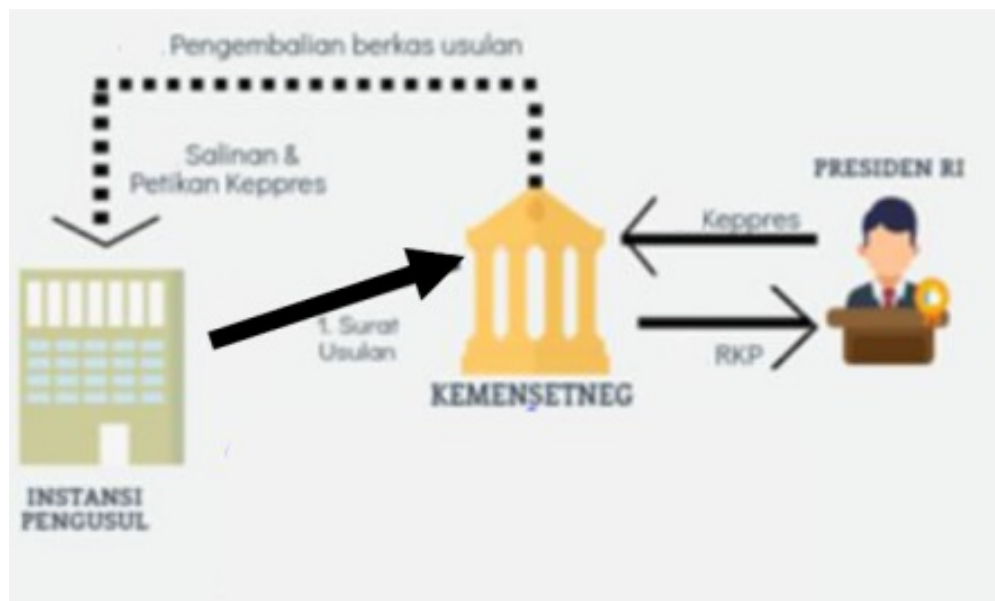 Pengembalian berkas usulan
Salinan &
Petikan Keppres
PRESIDEN RI
Keppres
1. Surat
Usulan
RKP
KEMENSETNEG
INSTANSI
PENGUSUL